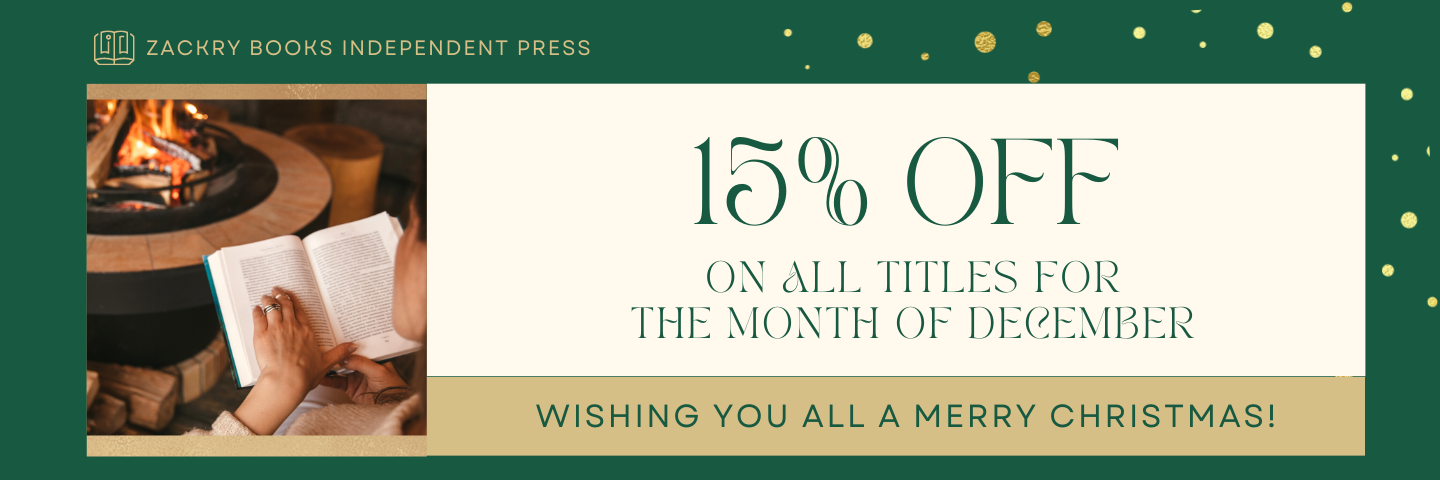 ZACKRY BOOKS INDEPENDENT PRESS
15% OFF
ON ALL TITLES FOR
THE MONTH OF DECEMBER
WISHING YOU ALL A MERRY CHRISTMAS!